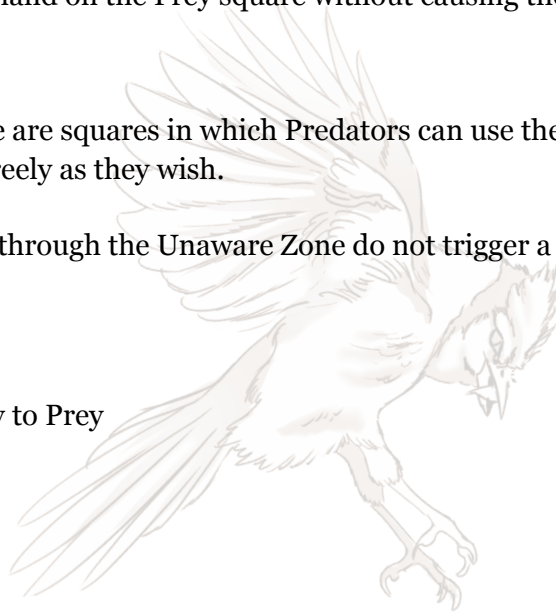 land on the Prey square without causing the
e are squares in which Predators can use the
reely as they wish.
through the Unaware Zone do not trigger a
y to Prey